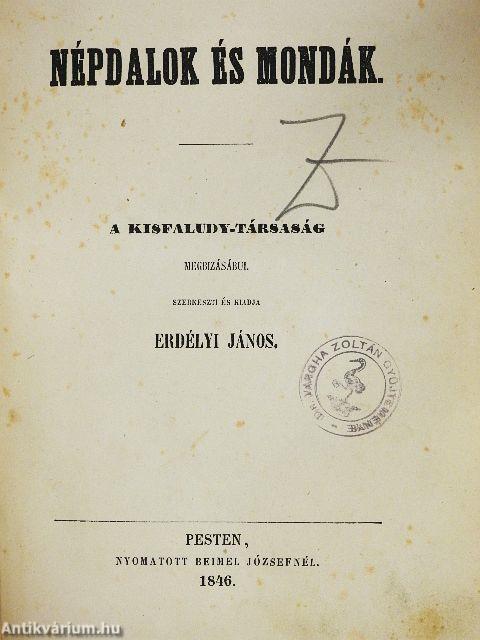 NÉPDALOK ÉS MONDÁK.
Z
A KISFALUDY-TÁRSASÁG
MEGBIZÁSÁBUL
SZERKESZTI ÉS KIADJA
ERDÉLYI JÁNOS.
DR. VARGHA ZOLTÁN GYŰJTEMÉNYE
PESTEN,
NYOMATOTT BEIMEL JÓZSEFNÉL.
1846.
Antikvárium.hu